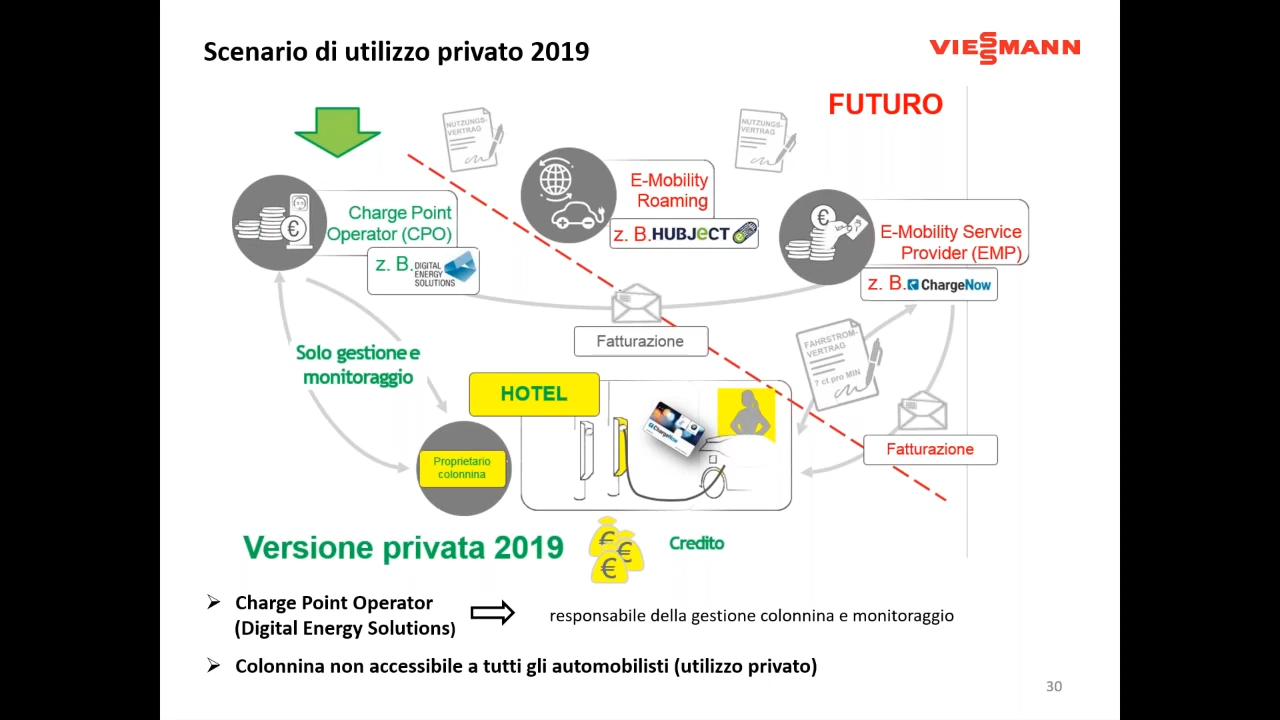 Scenario di utilizzo privato 2019
VIESSMANN
FUTURO
NUTZUNGS-
VERTRAG
NUTZUNGS-
VERTRAG
E-Mobility
Roaming
z. B. HUBJECT
Charge Point
Operator (CPO)
z. B. DIGITAL
ENERGY
SOLUTIONS
E-Mobility Service
Provider (EMP)
z. B. ChargeNow
Fatturazione
FAHRSTROM-
VERTRAG
? ct pro MIN
Solo gestione e
monitoraggio
HOTEL
ChargeNow
Fatturazione
Proprietario
colonnina
Versione privata 2019
€
€
€
Credito
➢ Charge Point Operator
(Digital Energy Solutions)
responsabile della gestione colonnina e monitoraggio
➢ Colonnina non accessibile a tutti gli automobilisti (utilizzo privato)
30